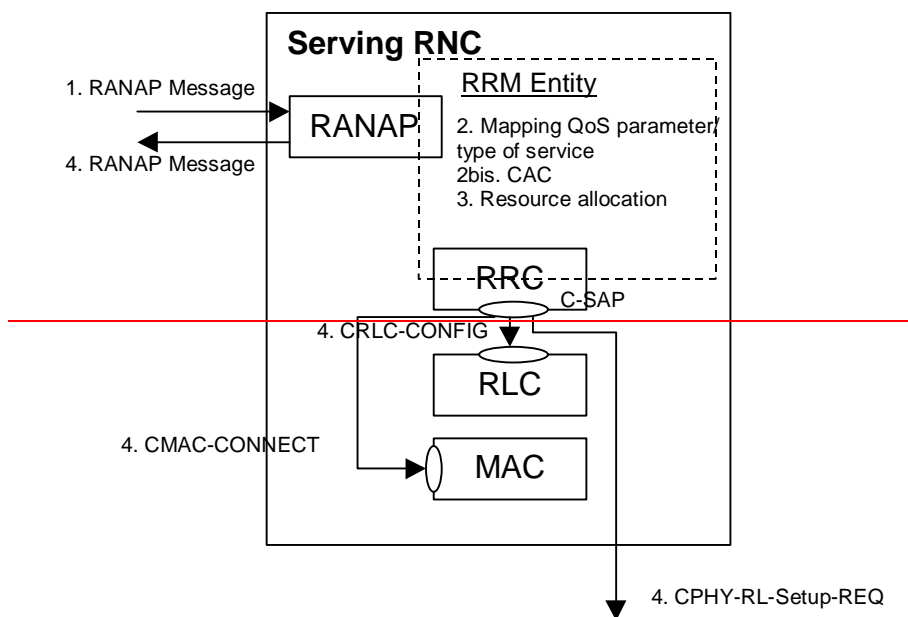 Serving RNC
1. RANAP Message
RRM Entity
RANAP
2. Mapping QoS parameter/
type of service
2bis. CAC
3. Resource allocation
4. RANAP Message
RRC
C-SAP
4. CRLC-CONFIG
RLC
4. CMAC-CONNECT
MAC
4. CPHY-RL-Setup-REQ